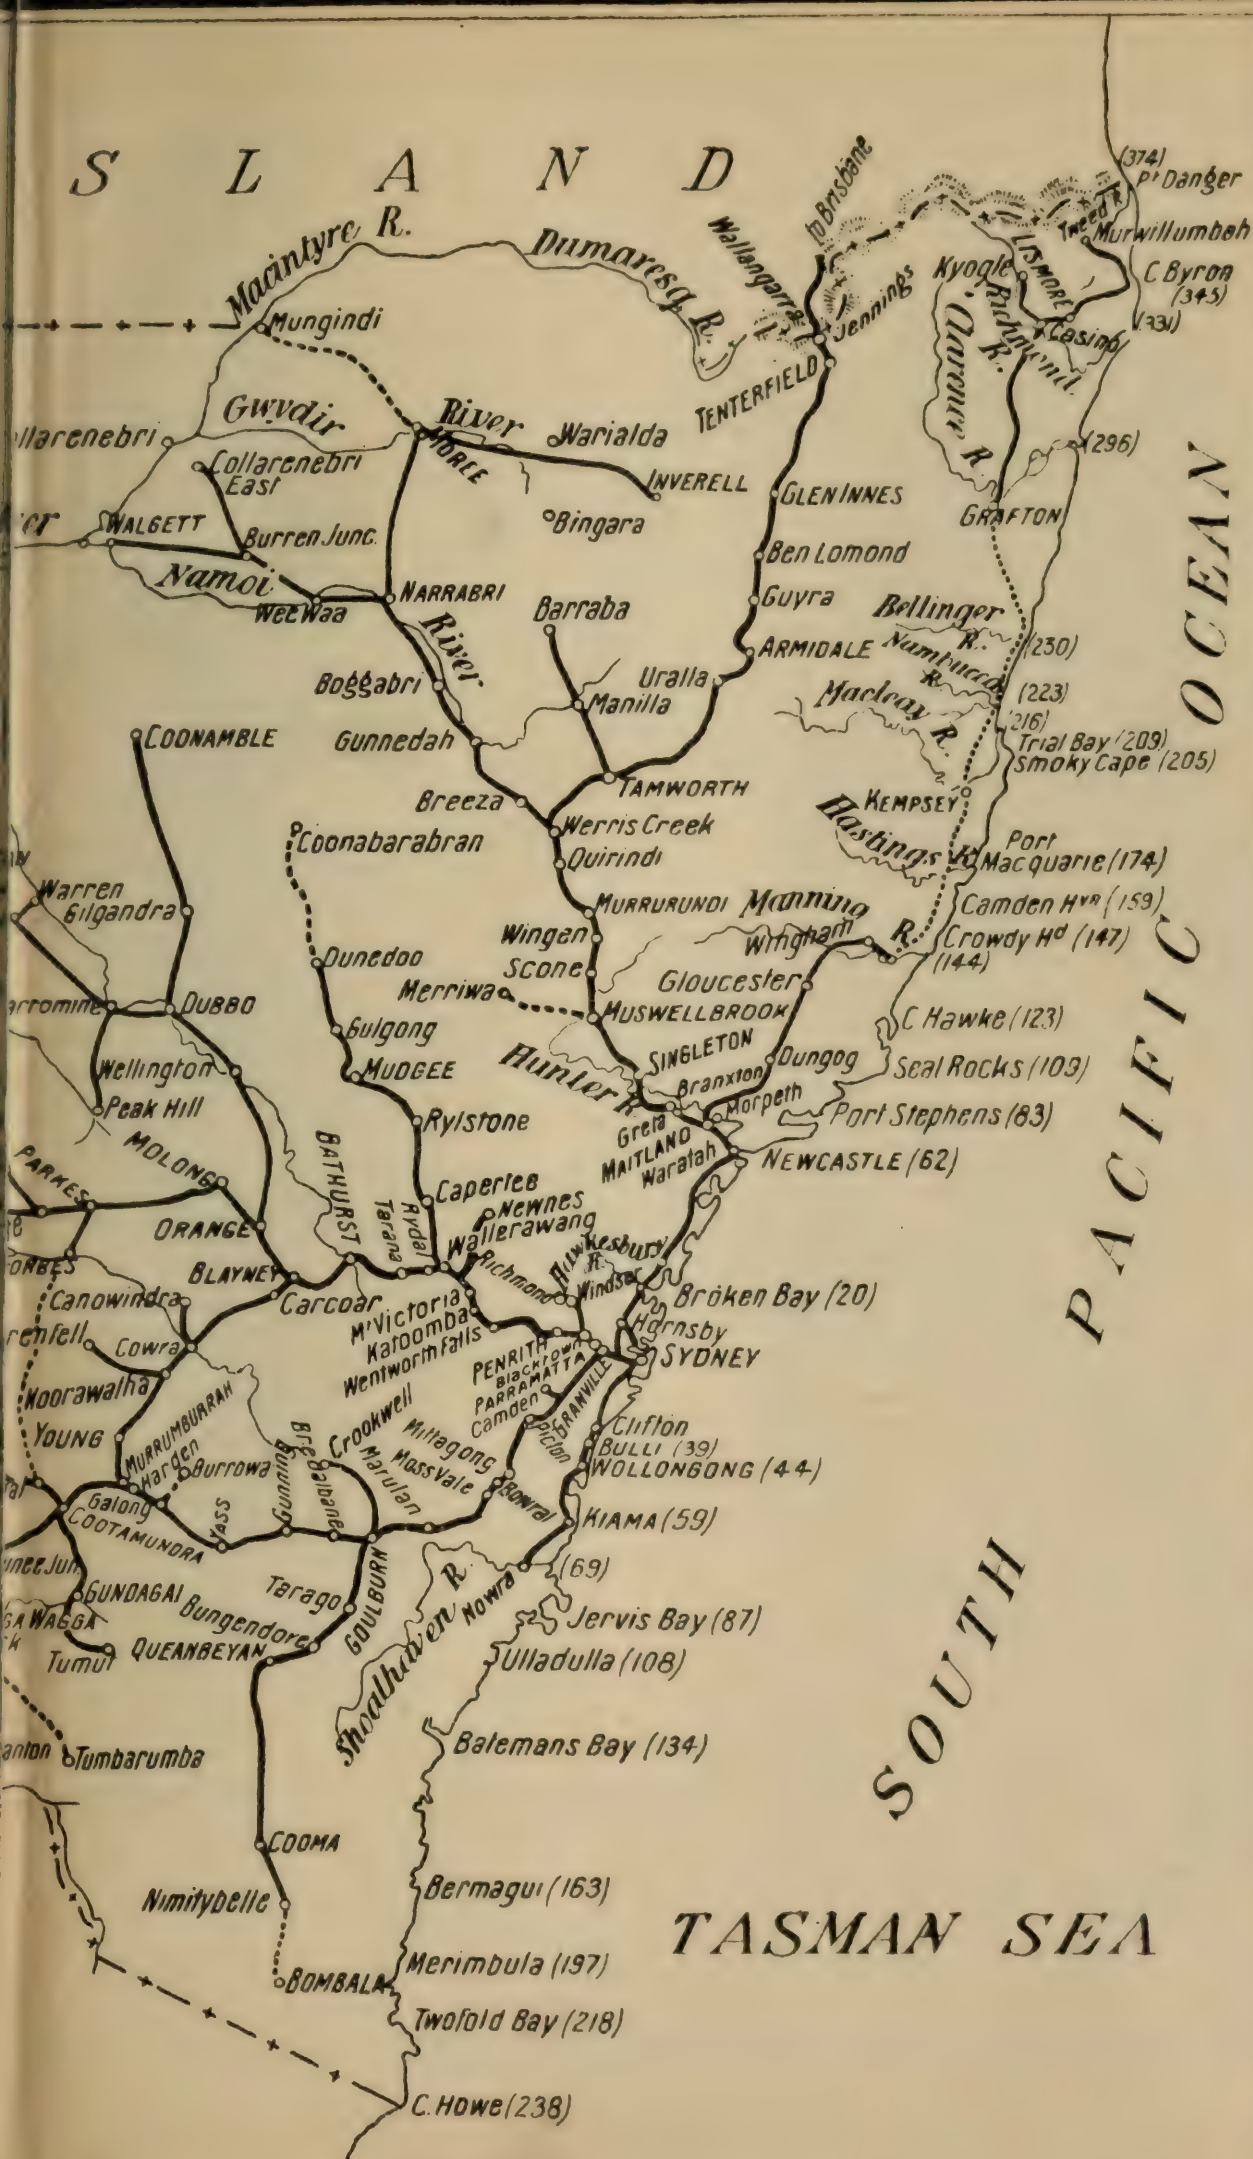 S L A N D
to Brisbane
(374)
Pt Danger
Tweed R.
Murwillumbah
Macintyre R.
Dumaresq R.
Wallangarra
Jennings
Kyogle
LISMORE
C Byron
(345)
Mungindi
Richmond R.
Casino
(331)
Clarence R.
TENTERFIELD
Gwydir River
Warialda
MOREE
(296)
Collarenebri
East
INVERELL
GLEN INNES
WALGETT
Bingara
GRAFTON
Burren Junc.
Ben Lomond
Namoi River
Wee Waa
NARRABRI
Barraba
Guyra
Bellinger
R.
(230)
ARMIDALE
Nambucca
R.
Boggabri
Uralla
Manilla
Macleay R.
(223)
(216)
COONAMBLE
Gunnedah
Trial Bay (209)
Smoky Cape (205)
TAMWORTH
Breeza
KEMPSEY
Werris Creek
Coonabarabran
Quirindi
Hastings R.
Port
Macquarie (174)
Warren
Gilgandra
MURRURUNDI
Manning R.
Camden Hvn (159)
Wingen
Wingham
Crowdy Hd (147)
(144)
Dunedoo
Scone
Gloucester
Merriwa
DUBBO
MUSWELLBROOK
C Hawke (123)
Gulgong
SINGLETON
Dungog
Seal Rocks (109)
Wellington
MUDGEE
Hunter R.
Branxton
Morpeth
Peak Hill
Rylstone
Greta
MAITLAND
Port Stephens (83)
MOLONG
Waratah
NEWCASTLE (62)
PARKES
BATHURST
Capertee
Newnes
ORANGE
Tarana
Rydal
Wallerawang
Hawkesbury
R.
Richmond
Windsor
BLAYNEY
Canowindra
Carcoar
Mt Victoria
Katoomba
Wentworth Falls
Broken Bay (20)
Hornsby
Cowra
PENRITH
Blacktown
PARRAMATTA
SYDNEY
Koorawatha
Camden
GRANVILLE
MURRUMBURRAH
Crookwell
Picton
Clifton
YOUNG
Harden
Burrowa
Gunning
Breadalbane
Marulan
Mittagong
Moss Vale
Bowral
BULLI (39)
WOLLONGONG (44)
Galong
COOTAMUNDRA
YASS
KIAMA (59)
GOULBURN
Shoalhaven R.
Nowra
(69)
GUNDAGAI
Tarago
Bungendore
Jervis Bay (87)
Tumut
QUEANBEYAN
Ulladulla (108)
Tumbarumba
Batemans Bay (134)
COOMA
Nimitybelle
Bermagui (163)
BOMBALA
Merimbula (197)
Twofold Bay (218)
C. Howe (238)
SOUTH PACIFIC OCEAN
TASMAN SEA